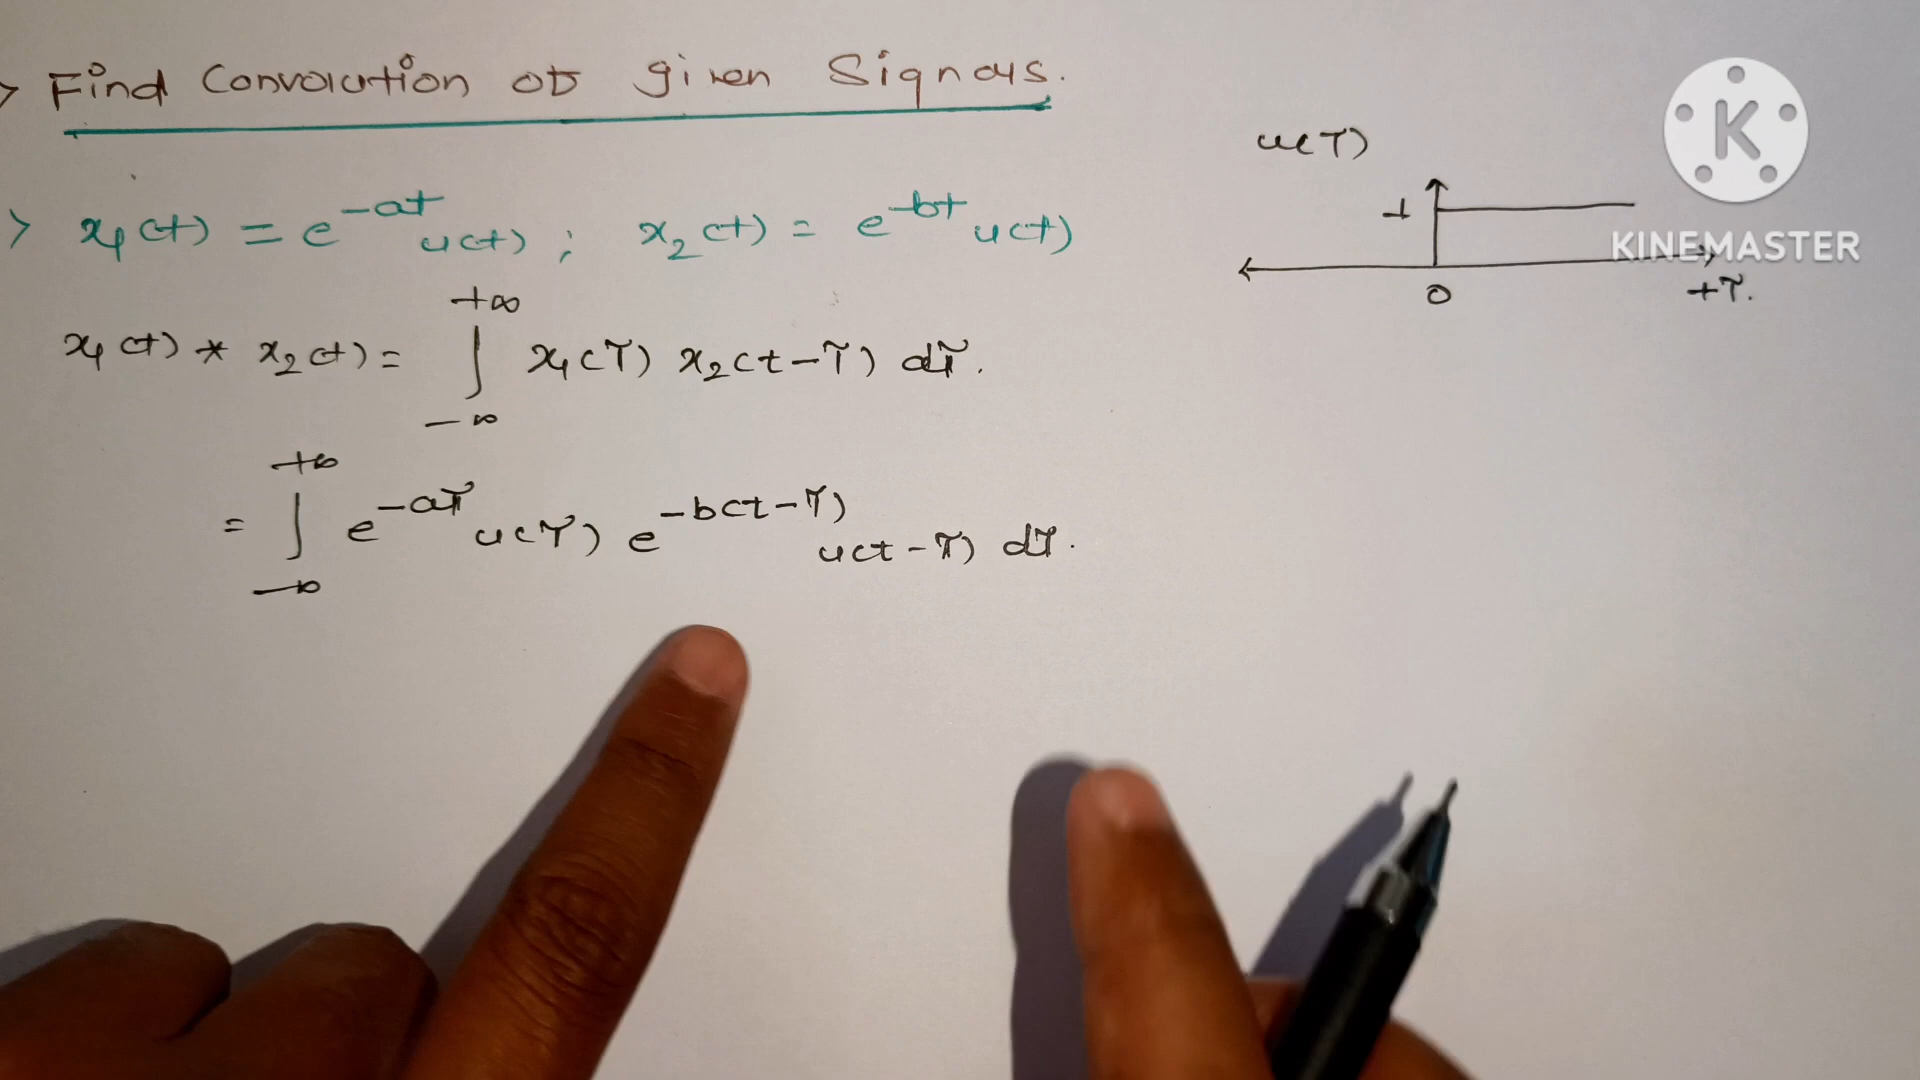 > Find Convolution of given Signals.
> x₁(t) = e^{-at} u(t) ; x₂(t) = e^{-bt} u(t)
x₁(t) * x₂(t) = ∫_{-∞}^{+∞} x₁(τ) x₂(t-τ) dτ.
= ∫_{-∞}^{+∞} e^{-aτ} u(τ) e^{-b(t-τ)} u(t-τ) dτ.
u(τ)
1
0
+τ.
K
KINEMASTER